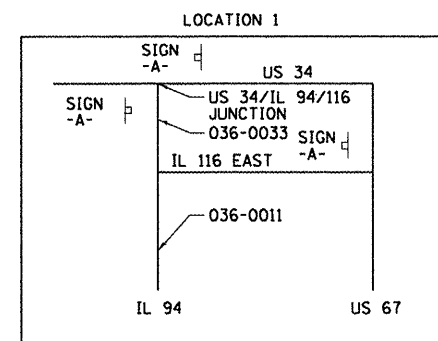 LOCATION 1
SIGN
-A-
US 34
SIGN
-A-
US 34/IL 94/116
JUNCTION
036-0033
SIGN
-A-
IL 116 EAST
036-0011
IL 94
US 67